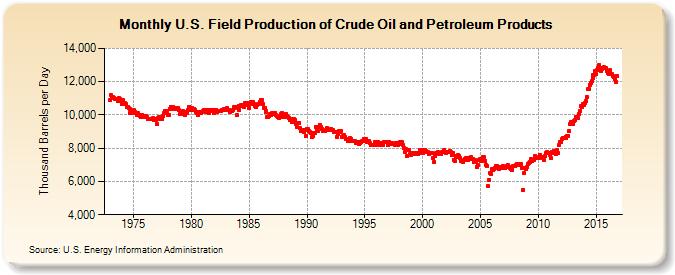 Monthly U.S. Field Production of Crude Oil and Petroleum Products
Thousand Barrels per Day
14,000
12,000
10,000
8,000
6,000
4,000
1975 1980 1985 1990 1995 2000 2005 2010 2015
Source: U.S. Energy Information Administration